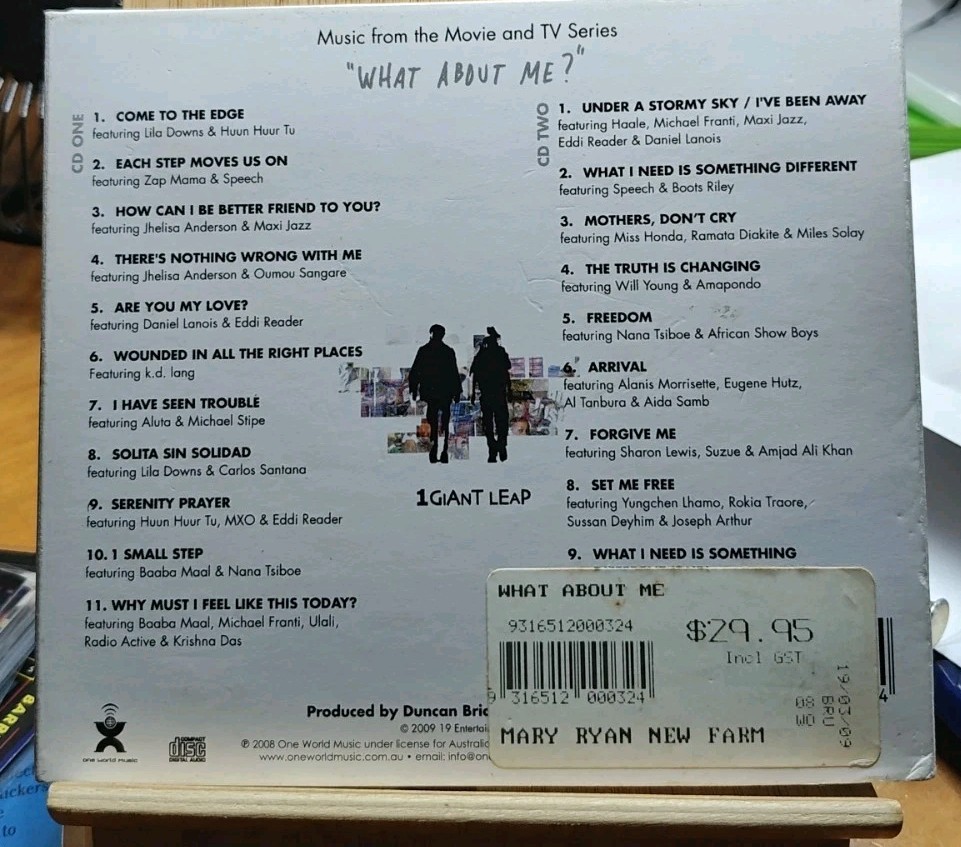 Music from the Movie and TV Series
"WHAT ABOUT ME?"
CD ONE
1. COME TO THE EDGE
featuring Lila Downs & Huun Huur Tu
2. EACH STEP MOVES US ON
featuring Zap Mama & Speech
3. HOW CAN I BE BETTER FRIEND TO YOU?
featuring Jhelisa Anderson & Maxi Jazz
4. THERE'S NOTHING WRONG WITH ME
featuring Jhelisa Anderson & Oumou Sangare
5. ARE YOU MY LOVE?
featuring Daniel Lanois & Eddi Reader
6. WOUNDED IN ALL THE RIGHT PLACES
Featuring k.d. lang
7. I HAVE SEEN TROUBLE
featuring Aluta & Michael Stipe
8. SOLITA SIN SOLIDAD
featuring Lila Downs & Carlos Santana
9. SERENITY PRAYER
featuring Huun Huur Tu, MXO & Eddi Reader
10. 1 SMALL STEP
featuring Baaba Maal & Nana Tsiboe
11. WHY MUST I FEEL LIKE THIS TODAY?
featuring Baaba Maal, Michael Franti, Ulali,
Radio Active & Krishna Das
CD TWO
1. UNDER A STORMY SKY / I'VE BEEN AWAY
featuring Haale, Michael Franti, Maxi Jazz,
Eddi Reader & Daniel Lanois
2. WHAT I NEED IS SOMETHING DIFFERENT
featuring Speech & Boots Riley
3. MOTHERS, DON'T CRY
featuring Miss Honda, Ramata Diakite & Miles Solay
4. THE TRUTH IS CHANGING
featuring Will Young & Amapondo
5. FREEDOM
featuring Nana Tsiboe & African Show Boys
6. ARRIVAL
featuring Alanis Morrisette, Eugene Hutz,
Al Tanbura & Aida Samb
7. FORGIVE ME
featuring Sharon Lewis, Suzue & Amjad Ali Khan
8. SET ME FREE
featuring Yungchen Lhamo, Rokia Traore,
Sussan Deyhim & Joseph Arthur
9. WHAT I NEED IS SOMETHING
1 GIANT LEAP
WHAT ABOUT ME
9316512000324
$29.95
Incl GST
9 316512 000324
19/03/09
BRU
OM 08
MARY RYAN NEW FARM
4
Produced by Duncan
© 2009 19
℗ 2008 One World Music under license for
www.oneworldmusic.com.au • email:
one world music
COMPACT
disc
DIGITAL AUDIO
to